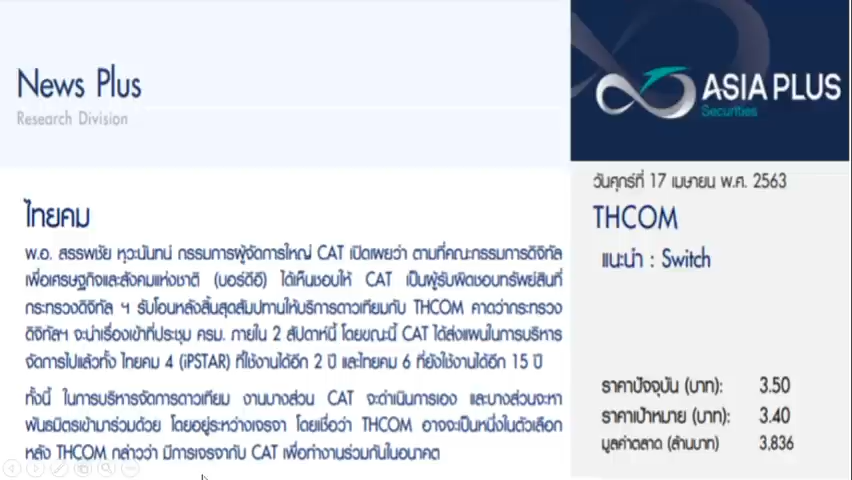 News Plus
Research Division
ASIA PLUS
Securities
วันศุกร์ที่ 17 เมษายน พ.ศ. 2563
THCOM
แนะนำ : Switch
ไทยคม
พ.อ. สรรพชัย หุวะนันทน์ กรรมการผู้จัดการใหญ่ CAT เปิดเผยว่า ตามที่คณะกรรมการดิจิทัล
เพื่อเศรษฐกิจและสังคมแห่งชาติ (บอร์ดดีอี) ได้เห็นชอบให้ CAT เป็นผู้รับผิดชอบทรัพย์สินที่
กระทรวงดิจิทัล ฯ รับโอนหลังสิ้นสุดสัมปทานให้บริการดาวเทียมกับ THCOM คาดว่ากระทรวง
ดิจิทัลฯ จะนำเรื่องเข้าที่ประชุม ครม. ภายใน 2 สัปดาห์นี้ โดยขณะนี้ CAT ได้ส่งแผนในการบริหาร
จัดการไปแล้วทั้ง ไทยคม 4 (iPSTAR) ที่ใช้งานได้อีก 2 ปี และไทยคม 6 ที่ยังใช้งานได้อีก 15 ปี
ทั้งนี้ ในการบริหารจัดการดาวเทียม งานบางส่วน CAT จะดำเนินการเอง และบางส่วนจะหา
พันธมิตรเข้ามาร่วมด้วย โดยอยู่ระหว่างเจรจา โดยเชื่อว่า THCOM อาจจะเป็นหนึ่งในตัวเลือก
หลัง THCOM กล่าวว่า มีการเจรจากับ CAT เพื่อทำงานร่วมกันในอนาคต
ราคาปัจจุบัน (บาท): 3.50
ราคาเป้าหมาย (บาท): 3.40
มูลค่าตลาด (ล้านบาท) 3,836